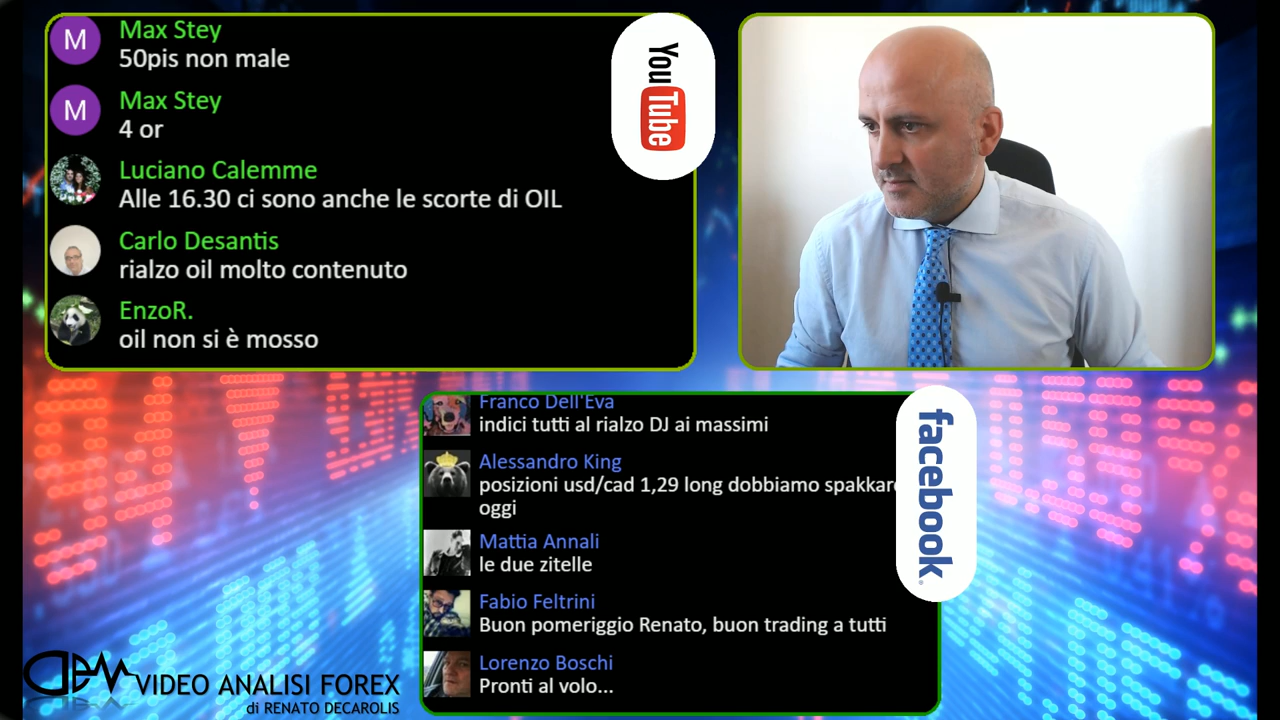 M
Max Stey
50pis non male
M
Max Stey
4 or
Luciano Calemme
Alle 16.30 ci sono anche le scorte di OIL
Carlo Desantis
rialzo oil molto contenuto
EnzoR.
oil non si è mosso
YouTube
Franco Dell'Eva
indici tutti al rialzo DJ ai massimi
Alessandro King
posizioni usd/cad 1,29 long dobbiamo spakkare
oggi
Mattia Annali
le due zitelle
Fabio Feltrini
Buon pomeriggio Renato, buon trading a tutti
Lorenzo Boschi
Pronti al volo...
facebook
VIDEO ANALISI FOREX
di RENATO DECAROLIS